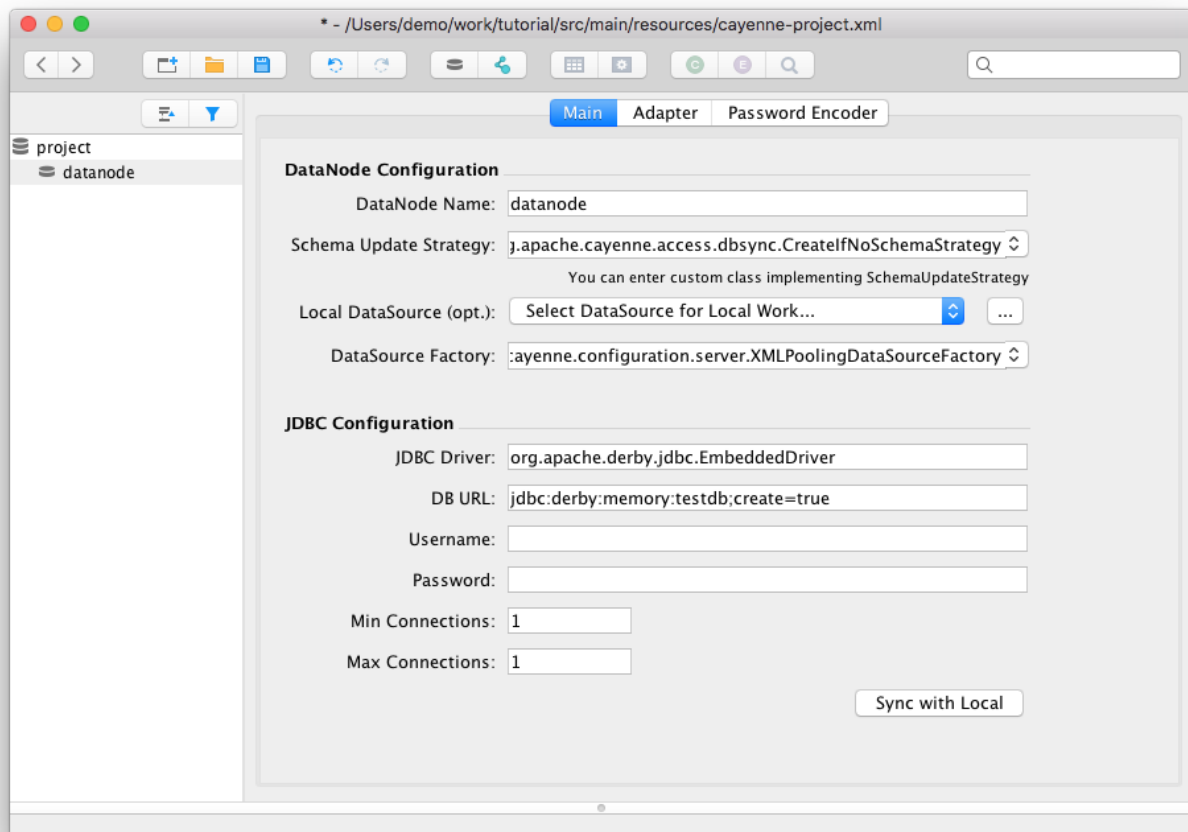 * - /Users/demo/work/tutorial/src/main/resources/cayenne-project.xml
C E
Main Adapter Password Encoder
project
datanode
DataNode Configuration
DataNode Name: datanode
Schema Update Strategy: g.apache.cayenne.access.dbsync.CreateIfNoSchemaStrategy
You can enter custom class implementing SchemaUpdateStrategy
Local DataSource (opt.): Select DataSource for Local Work... ...
DataSource Factory: cayenne.configuration.server.XMLPoolingDataSourceFactory
JDBC Configuration
JDBC Driver: org.apache.derby.jdbc.EmbeddedDriver
DB URL: jdbc:derby:memory:testdb;create=true
Username:
Password:
Min Connections: 1
Max Connections: 1
Sync with Local